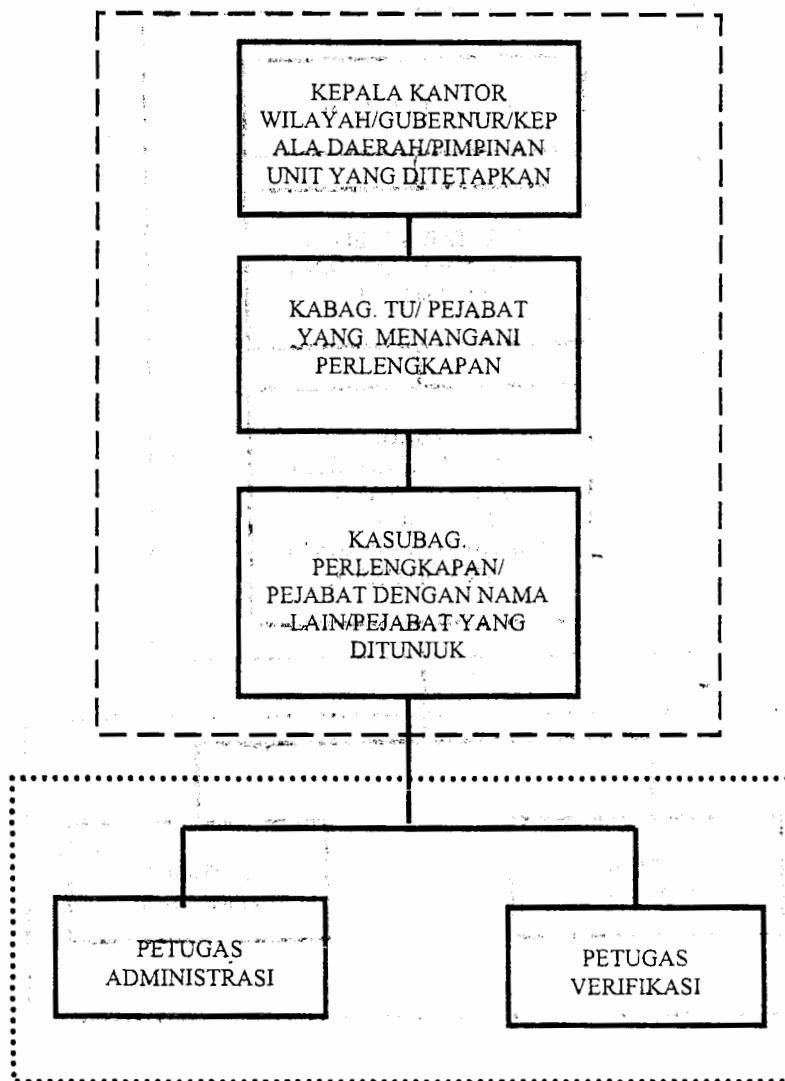 KEPALA KANTOR
WILAYAH/GUBERNUR/KEP
ALA DAERAH/PIMPINAN
UNIT YANG DITETAPKAN
KABAG. TU/ PEJABAT
YANG MENANGANI
PERLENGKAPAN
KASUBAG.
PERLENGKAPAN/
PEJABAT DENGAN NAMA
LAIN/PEJABAT YANG
DITUNJUK
PETUGAS
ADMINISTRASI
PETUGAS
VERIFIKASI